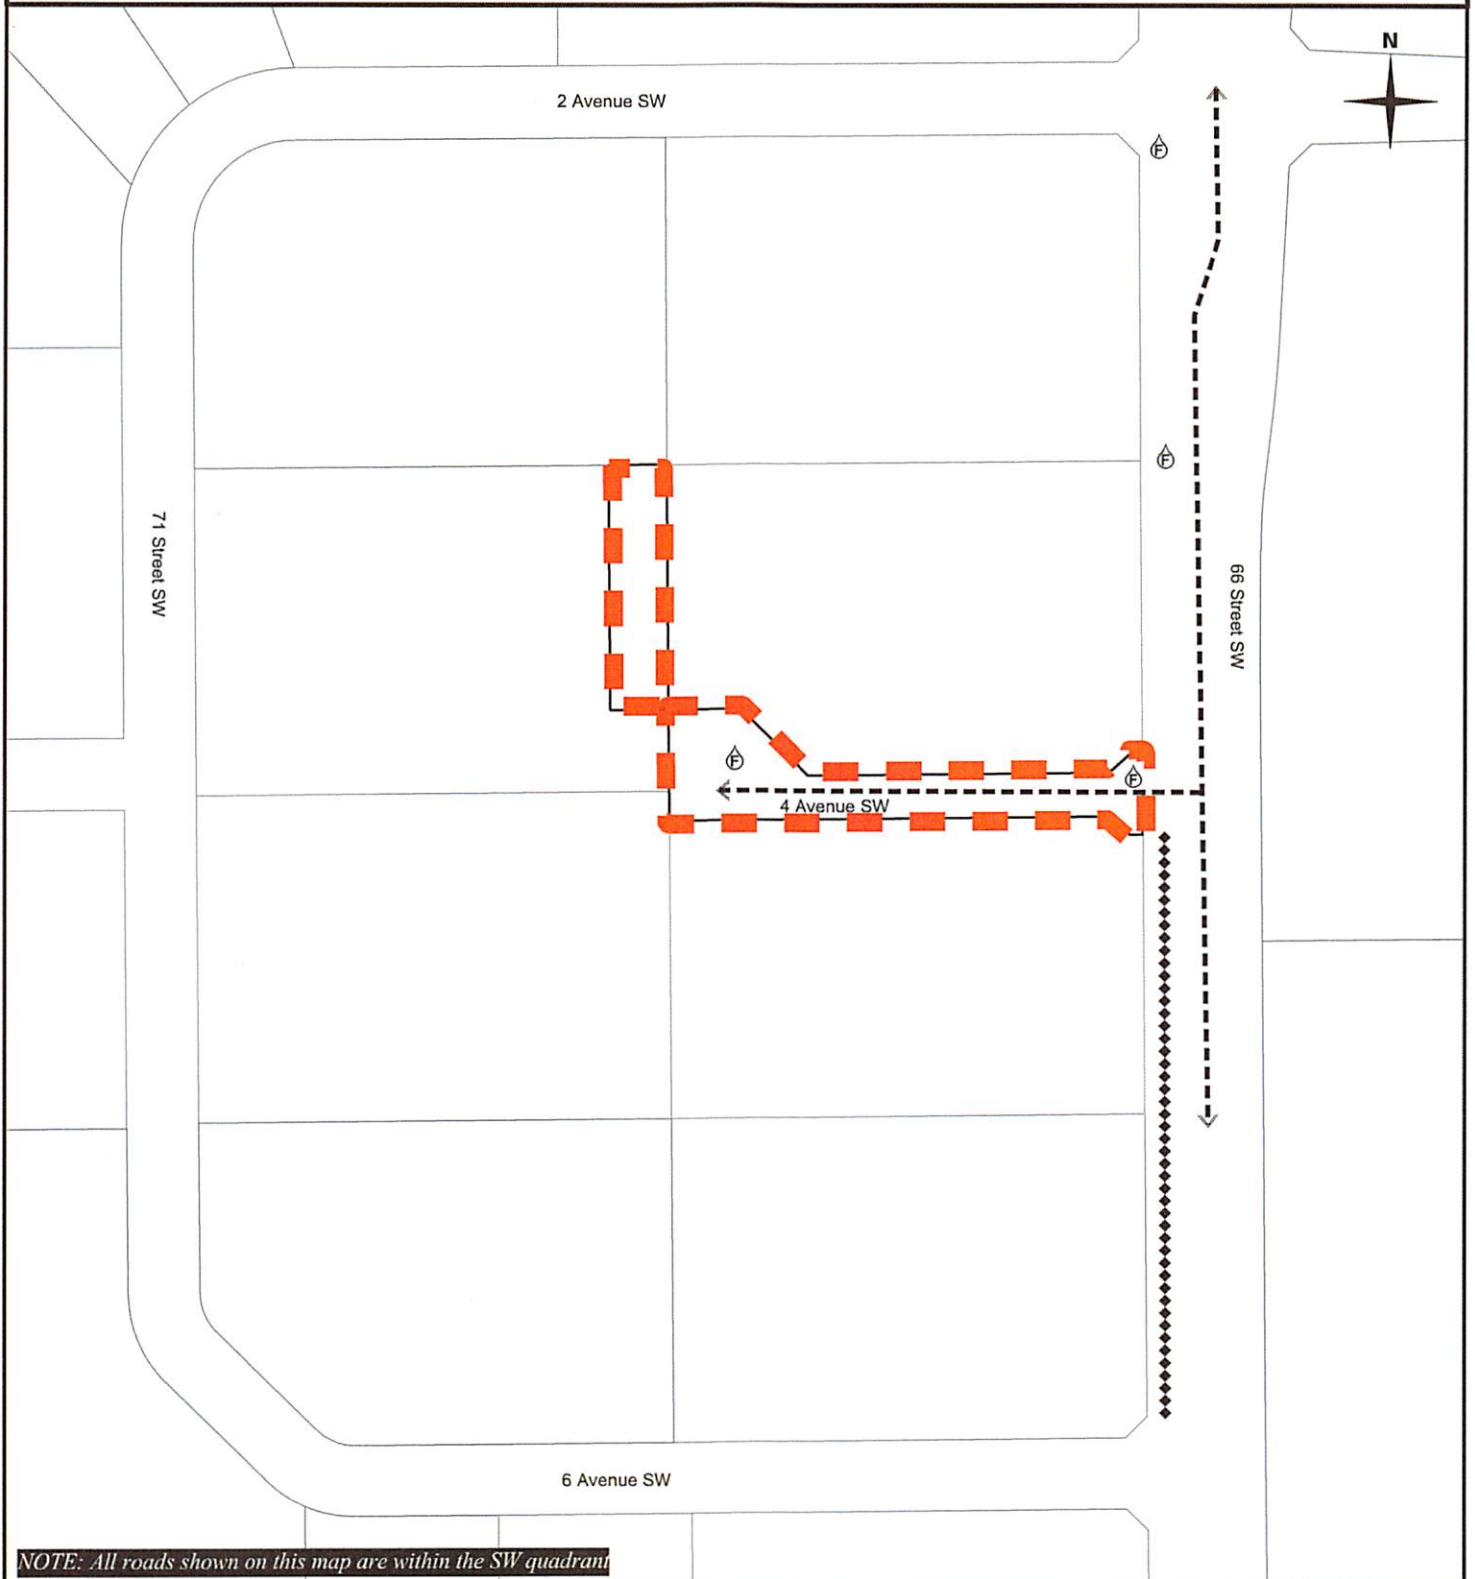 N
2 Avenue SW
F
F
71 Street SW
66 Street SW
F
F
4 Avenue SW
6 Avenue SW
NOTE: All roads shown on this map are within the SW quadrant